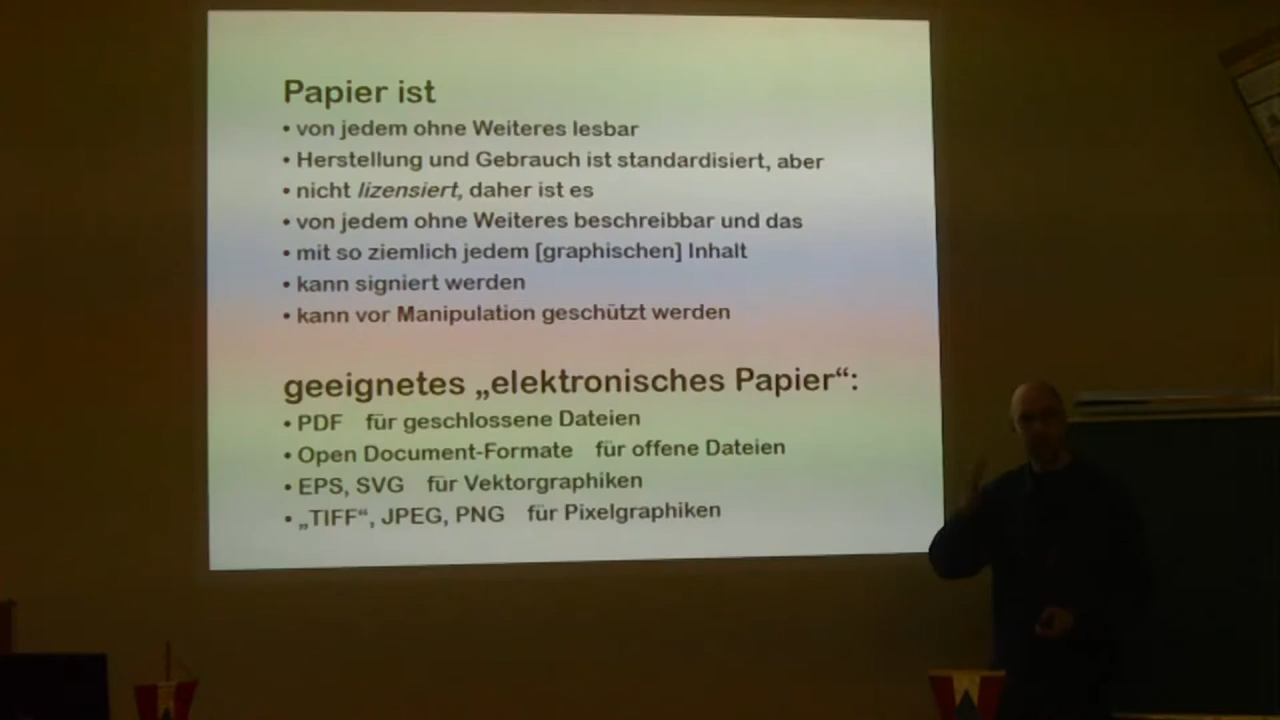 Papier ist
• von jedem ohne Weiteres lesbar
• Herstellung und Gebrauch ist standardisiert, aber
• nicht lizensiert, daher ist es
• von jedem ohne Weiteres beschreibbar und das
• mit so ziemlich jedem [graphischen] Inhalt
• kann signiert werden
• kann vor Manipulation geschützt werden
geeignetes „elektronisches Papier“:
• PDF für geschlossene Dateien
• Open Document-Formate für offene Dateien
• EPS, SVG für Vektorgraphiken
• „TIFF“, JPEG, PNG für Pixelgraphiken